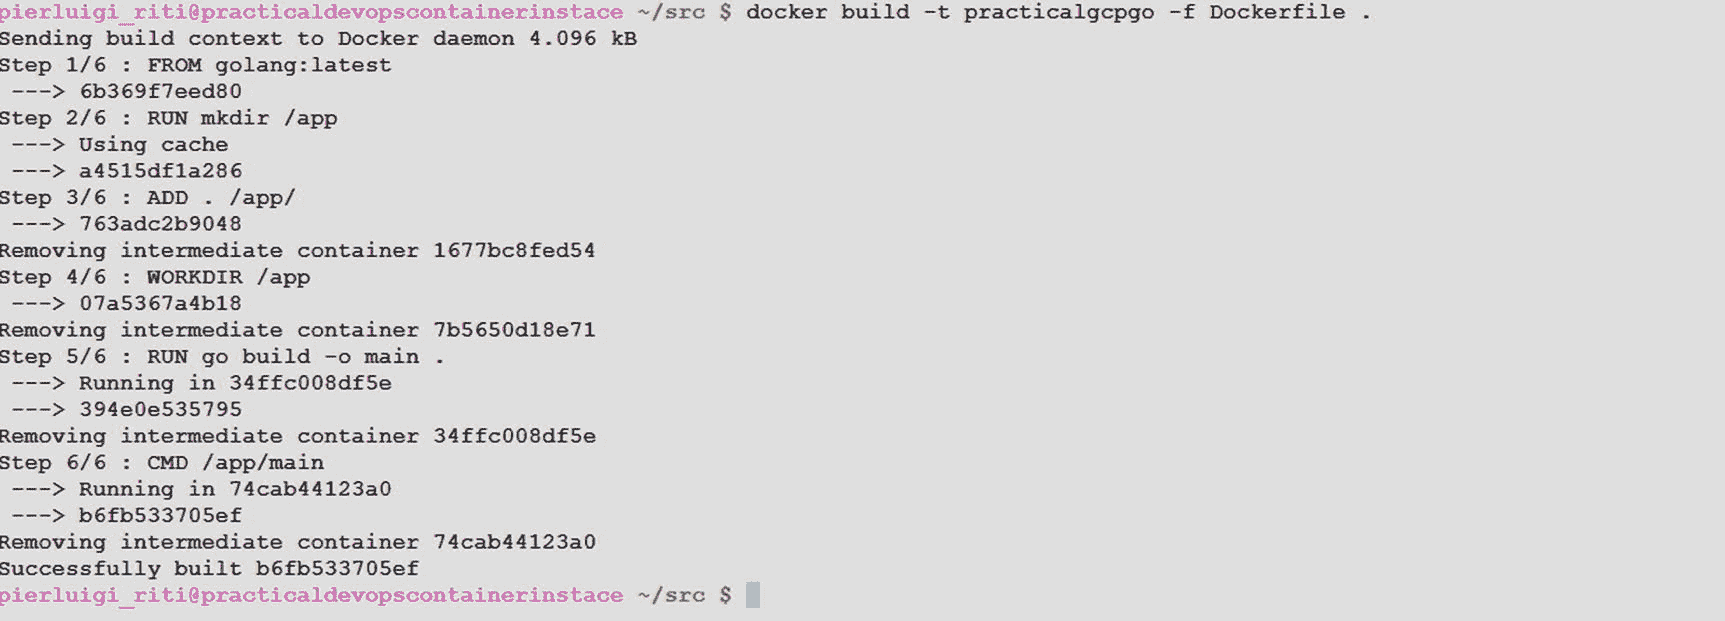 pierluigi_riti@practicaldevopscontainerinstace ~/src $ docker build -t practicalgcpgo -f Dockerfile .
Sending build context to Docker daemon 4.096 kB
Step 1/6 : FROM golang:latest
 ---> 6b369f7eed80
Step 2/6 : RUN mkdir /app
 ---> Using cache
 ---> a4515df1a286
Step 3/6 : ADD . /app/
 ---> 763adc2b9048
Removing intermediate container 1677bc8fed54
Step 4/6 : WORKDIR /app
 ---> 07a5367a4b18
Removing intermediate container 7b5650d18e71
Step 5/6 : RUN go build -o main .
 ---> Running in 34ffc008df5e
 ---> 394e0e535795
Removing intermediate container 34ffc008df5e
Step 6/6 : CMD /app/main
 ---> Running in 74cab44123a0
 ---> b6fb533705ef
Removing intermediate container 74cab44123a0
Successfully built b6fb533705ef
pierluigi_riti@practicaldevopscontainerinstace ~/src $